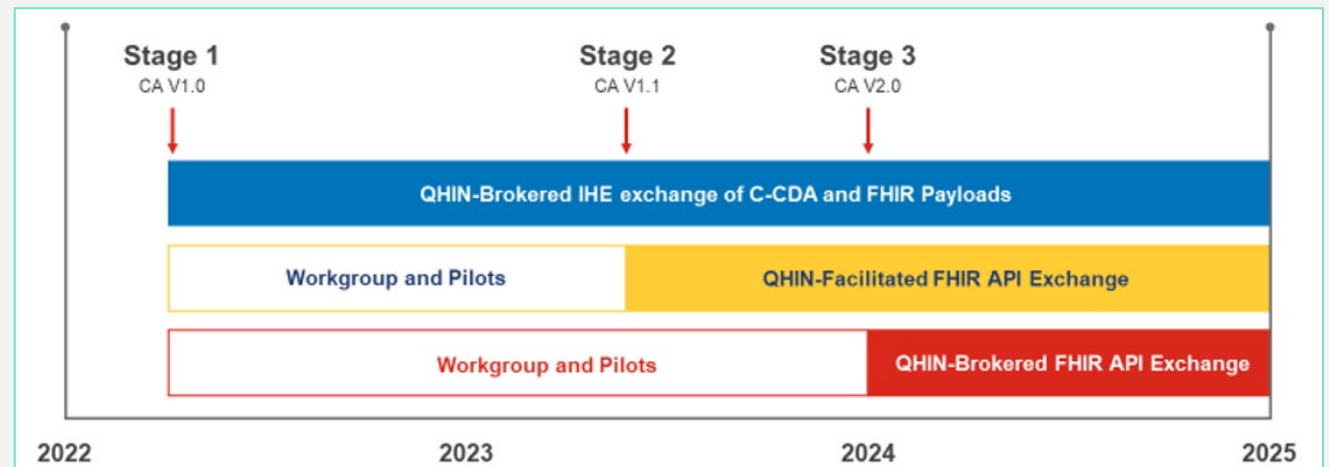 Stage 1
CA V1.0
Stage 2
CA V1.1
Stage 3
CA V2.0
QHIN-Brokered IHE exchange of C-CDA and FHIR Payloads
Workgroup and Pilots
QHIN-Facilitated FHIR API Exchange
Workgroup and Pilots
QHIN-Brokered FHIR API Exchange
2022
2023
2024
2025